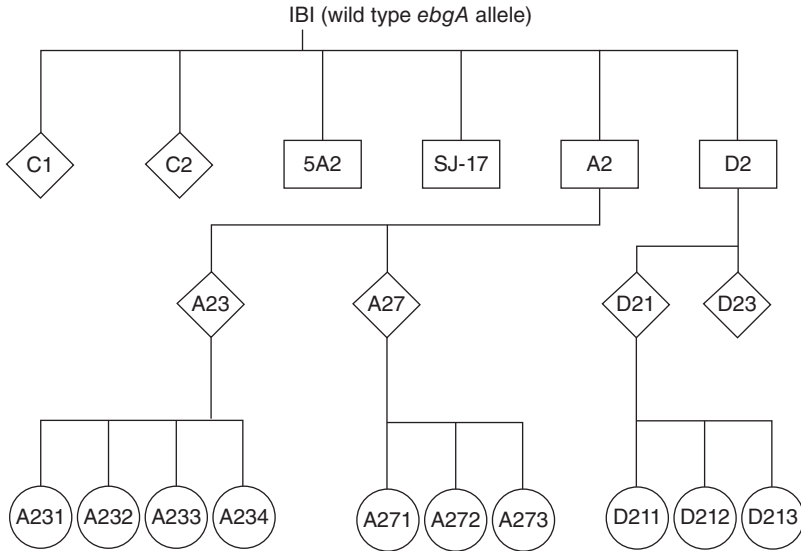 IBI (wild type ebgA allele)
C1 C2 5A2 SJ-17 A2 D2
A23 A27 D21 D23
A231 A232 A233 A234 A271 A272 A273 D211 D212 D213